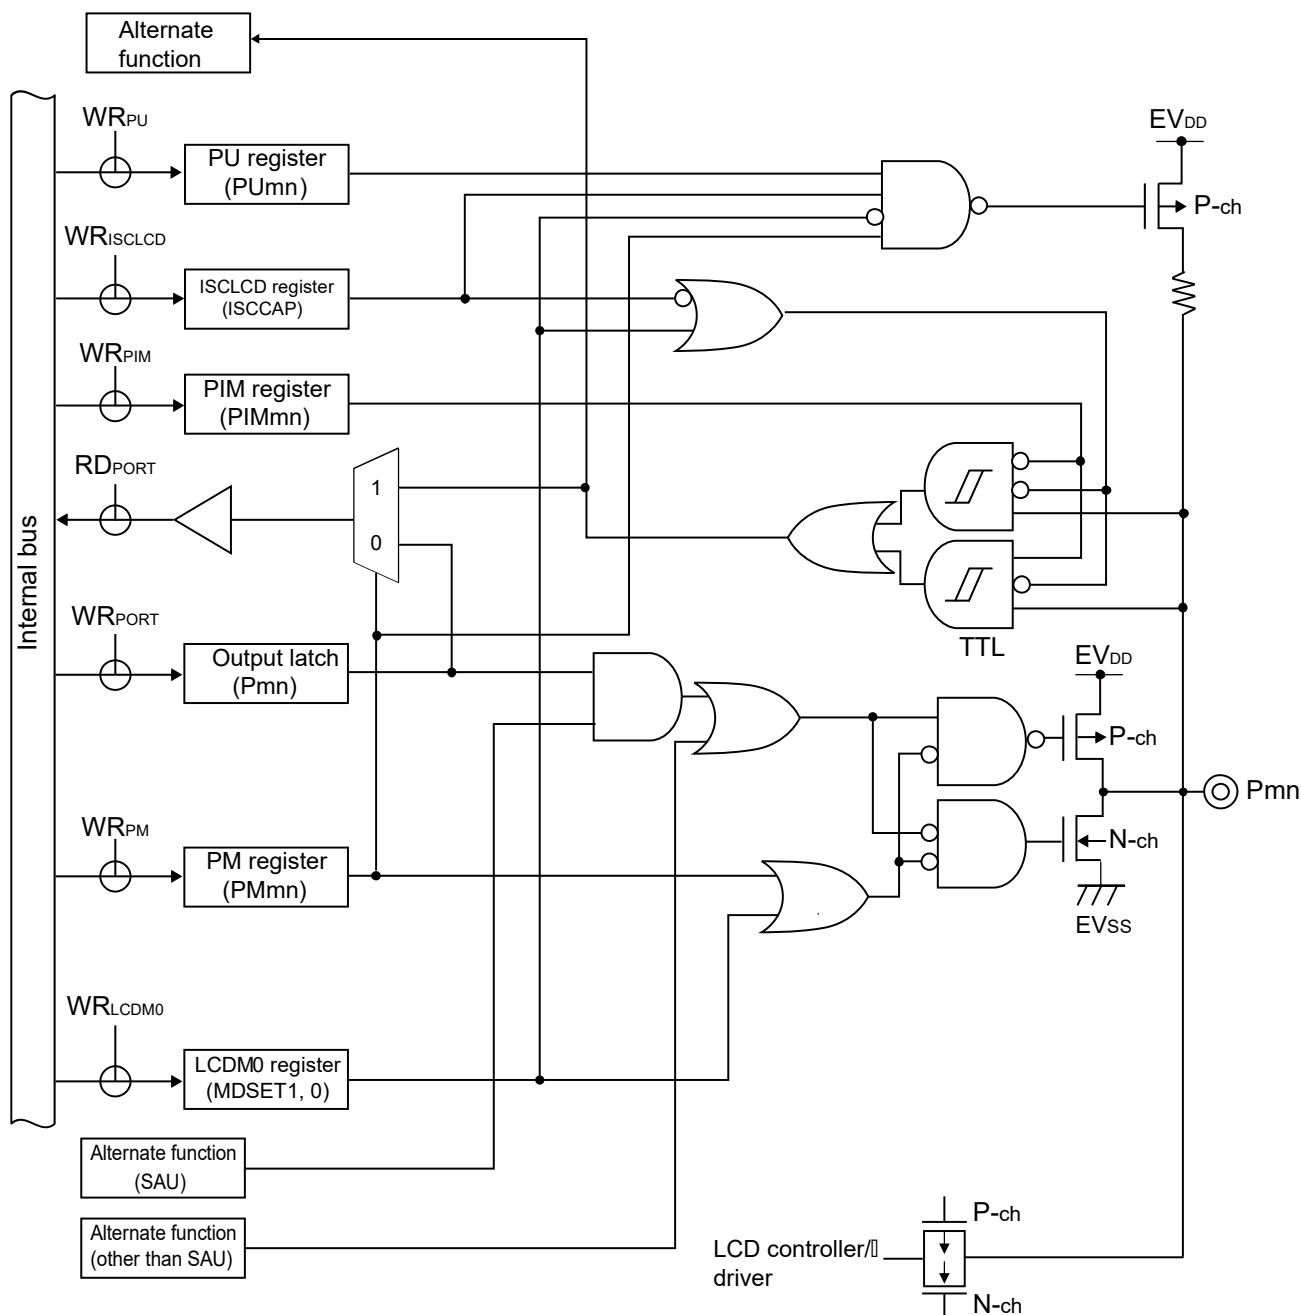 Alternate
function
WRPU
PU register
(PUmn)
EVDD
P-ch
WRISCLCD
ISCLCD register
(ISCCAP)
WRPIM
PIM register
(PIMmn)
RDPORT
1
0
Internal bus
TTL
WRPORT
Output latch
(Pmn)
EVDD
P-ch
Pmn
N-ch
EVSS
WRPM
PM register
(PMmn)
WRLCDM0
LCDM0 register
(MDSET1, 0)
Alternate function
(SAU)
Alternate function
(other than SAU)
P-ch
LCD controller/▯
driver
N-ch